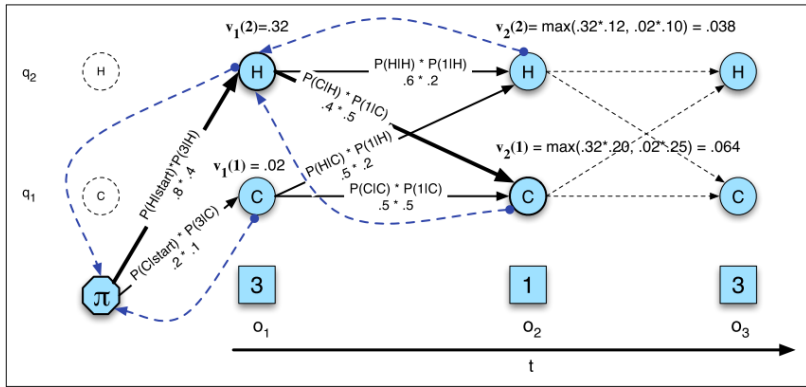 v₁(2)=.32
v₂(2)= max(.32*.12, .02*.10) = .038
q₂
H
H
P(H|H) * P(1|H)
.6 * .2
H
H
P(C|H) * P(1|C)
.4 * .5
P(H|start)*P(3|H)
.8 * .4
P(H|C) * P(1|H)
.5 * .2
v₁(1) = .02
v₂(1) = max(.32*.20, .02*.25) = .064
q₁
C
C
P(C|C) * P(1|C)
.5 * .5
C
C
P(C|start) * P(3|C)
.2 * .1
π
3
1
3
o₁
o₂
o₃
t